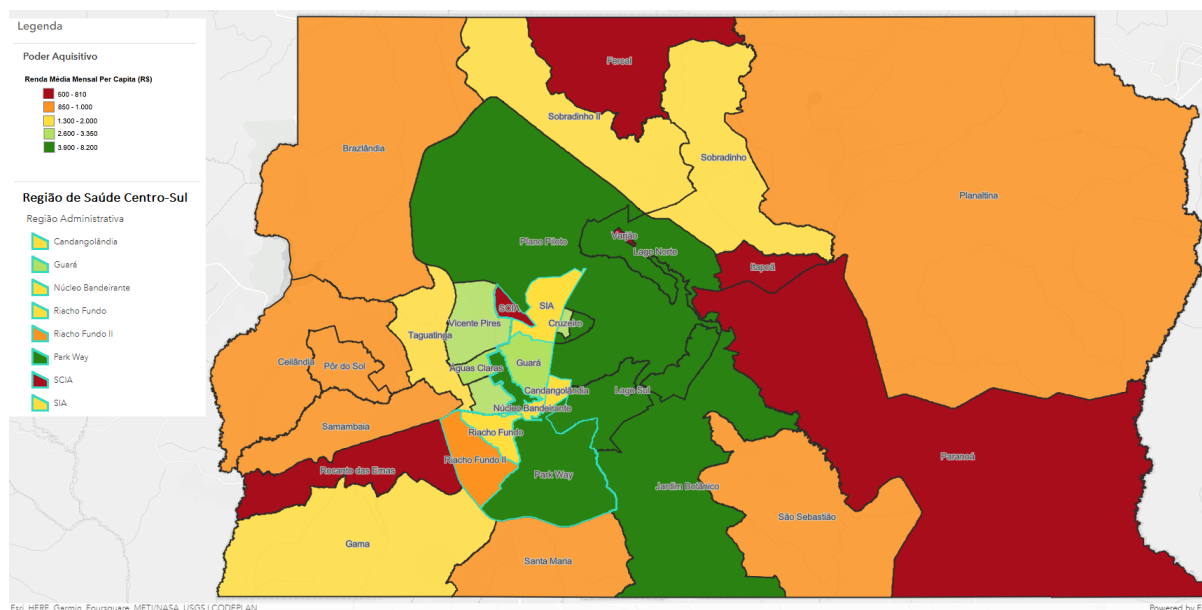 Legenda
Poder Aquisitivo
Renda Média Mensal Per Capita (R$)
500 - 810
850 - 1.000
1.300 - 2.000
2.600 - 3.350
3.900 - 8.200
Região de Saúde Centro-Sul
Região Administrativa
Candangolândia
Guará
Núcleo Bandeirante
Riacho Fundo
Riacho Fundo II
Park Way
SCIA
SIA
Fercal
Sobradinho II
Brazlândia
Sobradinho
Planaltina
Varjão
Plano Piloto
Lago Norte
Itapoã
SCIA
SIA
Vicente Pires
Cruzeiro
Taguatinga
Ceilândia
Pôr do Sol
Águas Claras
Guará
Candangolândia
Lago Sul
Núcleo Bandeirante
Samambaia
Riacho Fundo
Recanto das Emas
Riacho Fundo II
Park Way
Paranoá
Jardim Botânico
São Sebastião
Gama
Santa Maria
Esri, HERE, Garmin, Foursquare, METI/NASA, USGS | CODEPLAN
Powered by E